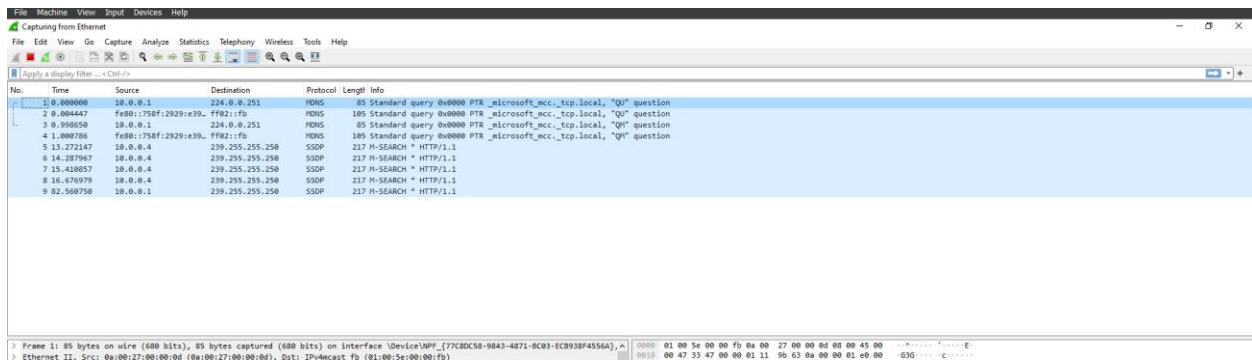 File Machine View Input Devices Help
Capturing from Ethernet
File Edit View Go Capture Analyze Statistics Telephony Wireless Tools Help
Apply a display filter ... <Ctrl-/>
No. Time Source Destination Protocol Length Info
1 0.000000 10.0.0.1 224.0.0.251 MDNS 85 Standard query 0x0000 PTR _microsoft_mcc._tcp.local, "QU" question
2 0.004447 fe80::758f:2929:e39… ff02::fb MDNS 105 Standard query 0x0000 PTR _microsoft_mcc._tcp.local, "QU" question
3 0.998650 10.0.0.1 224.0.0.251 MDNS 85 Standard query 0x0000 PTR _microsoft_mcc._tcp.local, "QM" question
4 1.000786 fe80::758f:2929:e39… ff02::fb MDNS 105 Standard query 0x0000 PTR _microsoft_mcc._tcp.local, "QM" question
5 13.272147 10.0.0.4 239.255.255.250 SSDP 217 M-SEARCH * HTTP/1.1
6 14.287967 10.0.0.4 239.255.255.250 SSDP 217 M-SEARCH * HTTP/1.1
7 15.410857 10.0.0.4 239.255.255.250 SSDP 217 M-SEARCH * HTTP/1.1
8 16.676979 10.0.0.4 239.255.255.250 SSDP 217 M-SEARCH * HTTP/1.1
9 82.560750 10.0.0.1 239.255.255.250 SSDP 217 M-SEARCH * HTTP/1.1
Frame 1: 85 bytes on wire (680 bits), 85 bytes captured (680 bits) on interface \Device\NPF_{77C8DC58-9843-4871-BC03-ECB938F4556A},
Ethernet II, Src: 0a:00:27:00:00:0d (0a:00:27:00:00:0d), Dst: IPv4mcast_fb (01:00:5e:00:00:fb)
0000 01 00 5e 00 00 fb 0a 00 27 00 00 0d 08 00 45 00 ··^····· '·····E·
0010 00 47 33 47 00 00 01 11 9b 63 0a 00 00 01 e0 00 ·G3G···· ·c······